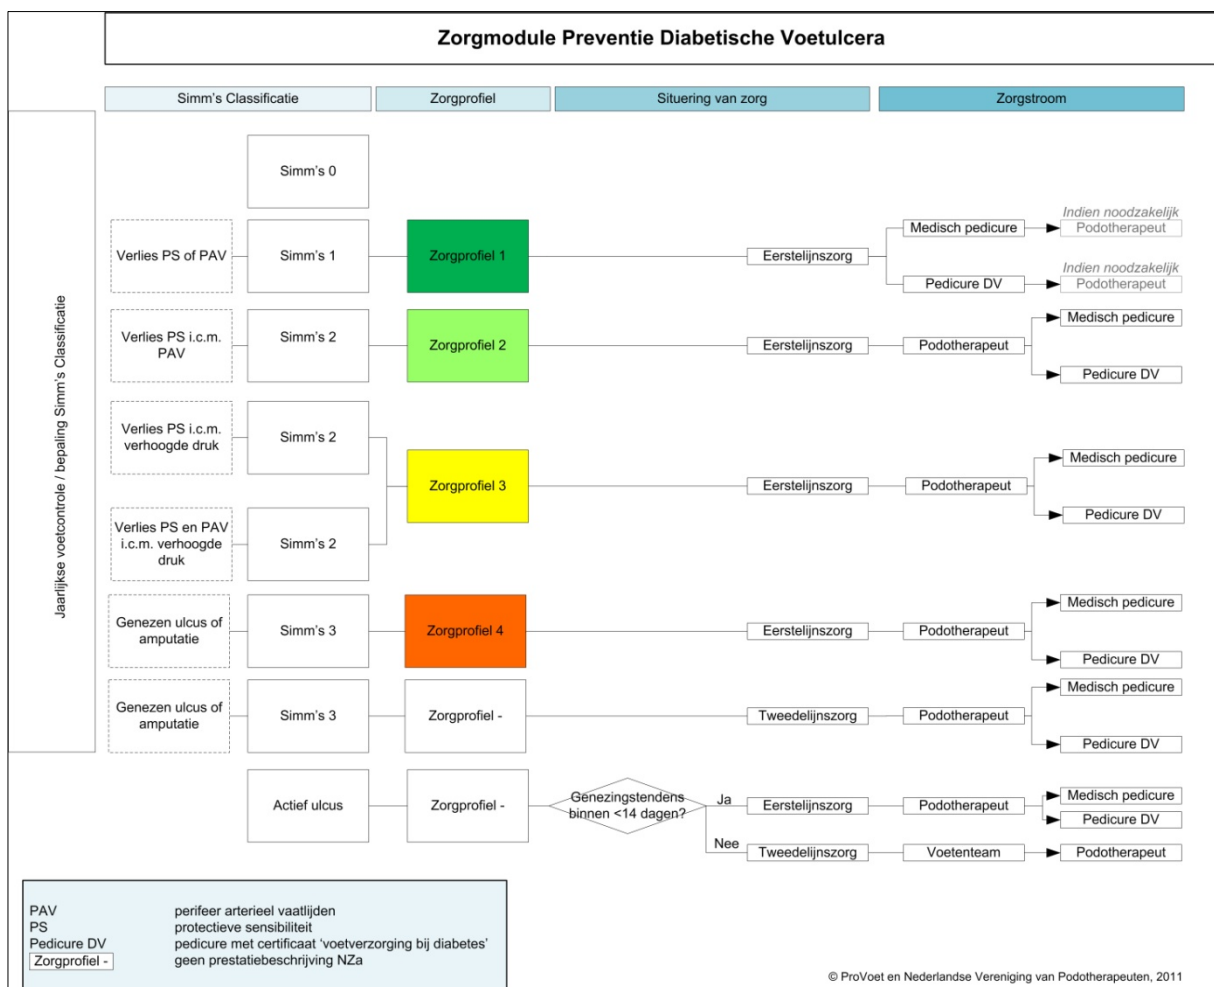 Zorgmodule Preventie Diabetische Voetulcera
Simm's Classificatie
Zorgprofiel
Situering van zorg
Zorgstroom
Jaarlijkse voetcontrole / bepaling Simm's Classificatie
Simm's 0
Verlies PS of PAV
Simm's 1
Zorgprofiel 1
Eerstelijnszorg
Medisch pedicure
Indien noodzakelijk
Podotherapeut
Pedicure DV
Indien noodzakelijk
Podotherapeut
Verlies PS i.c.m.
PAV
Simm's 2
Zorgprofiel 2
Eerstelijnszorg
Podotherapeut
Medisch pedicure
Pedicure DV
Verlies PS i.c.m.
verhoogde druk
Simm's 2
Verlies PS en PAV
i.c.m. verhoogde
druk
Simm's 2
Zorgprofiel 3
Eerstelijnszorg
Podotherapeut
Medisch pedicure
Pedicure DV
Genezen ulcus of
amputatie
Simm's 3
Zorgprofiel 4
Eerstelijnszorg
Podotherapeut
Medisch pedicure
Pedicure DV
Genezen ulcus of
amputatie
Simm's 3
Zorgprofiel -
Tweedelijnszorg
Podotherapeut
Medisch pedicure
Pedicure DV
Actief ulcus
Zorgprofiel -
Genezingstendens
binnen <14 dagen?
Ja
Eerstelijnszorg
Podotherapeut
Medisch pedicure
Pedicure DV
Nee
Tweedelijnszorg
Voetenteam
Podotherapeut
PAV perifeer arterieel vaatlijden
PS protectieve sensibiliteit
Pedicure DV pedicure met certificaat 'voetverzorging bij diabetes'
Zorgprofiel - geen prestatiebeschrijving NZa
© ProVoet en Nederlandse Vereniging van Podotherapeuten, 2011